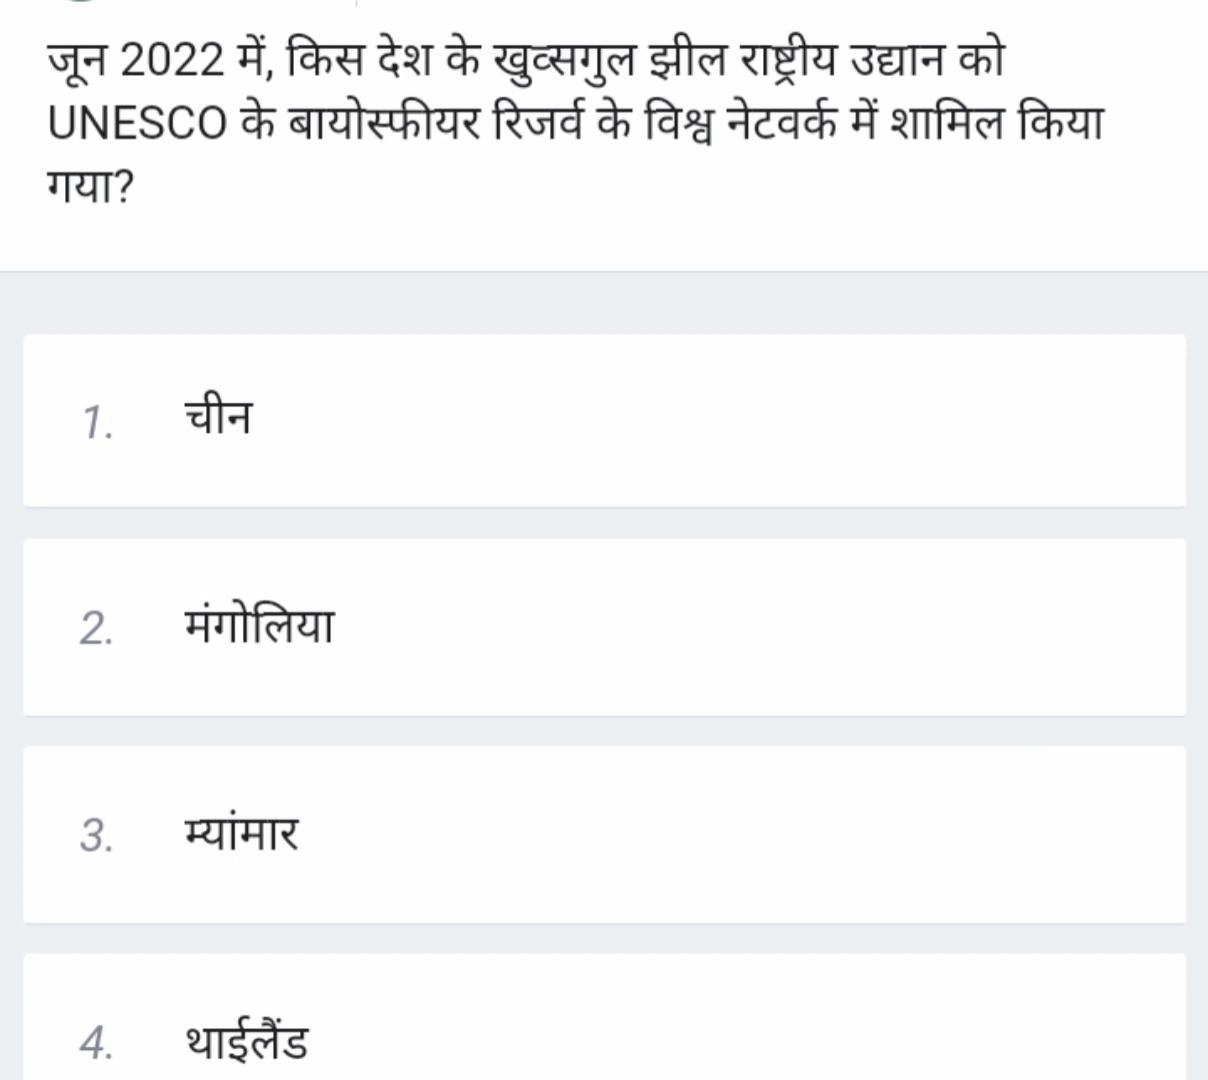 जून 2022 में, किस देश के खुव्सगुल झील राष्ट्रीय उद्यान को
UNESCO के बायोस्फीयर रिजर्व के विश्व नेटवर्क में शामिल किया
गया?
1. चीन
2. मंगोलिया
3. म्यांमार
4. थाईलैंड